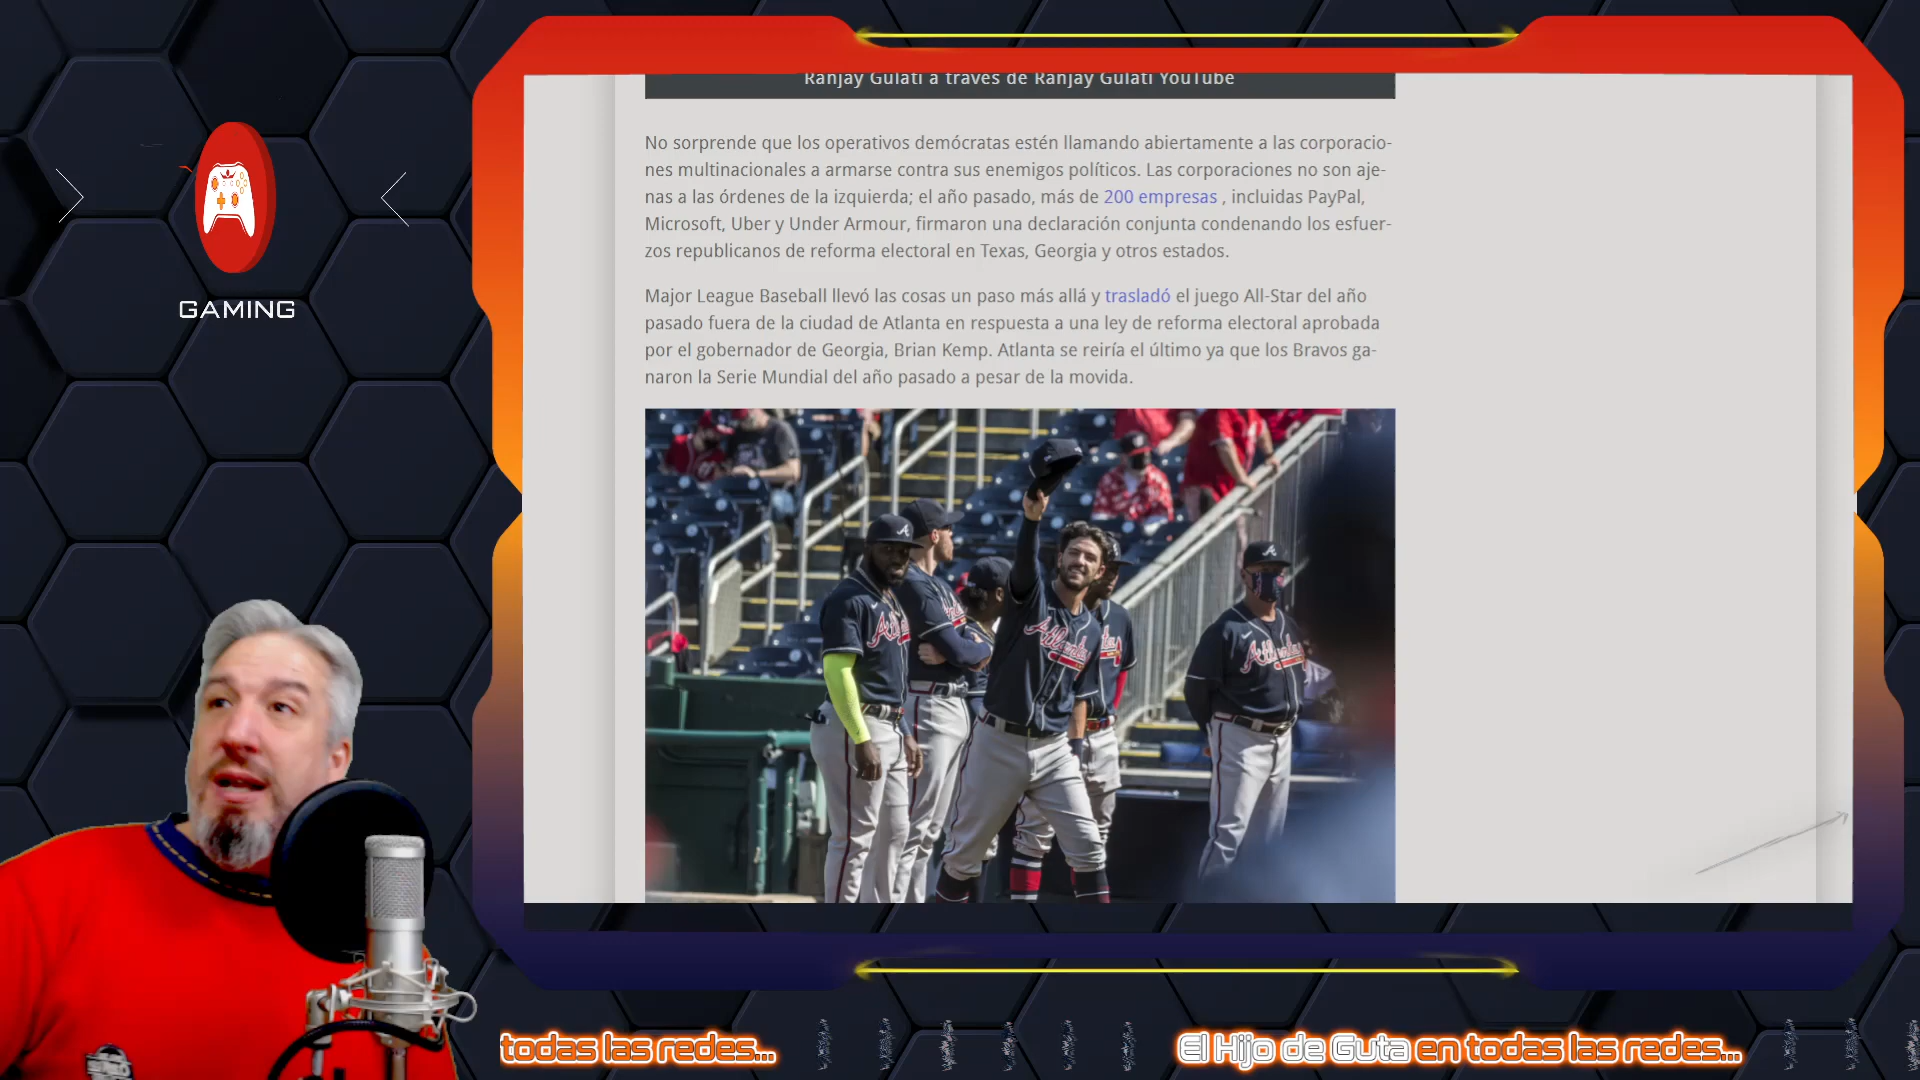 Ranjay Gulati a través de Ranjay Gulati YouTube
No sorprende que los operativos demócratas estén llamando abiertamente a las corporacio-
nes multinacionales a armarse contra sus enemigos políticos. Las corporaciones no son aje-
nas a las órdenes de la izquierda; el año pasado, más de 200 empresas , incluidas PayPal,
Microsoft, Uber y Under Armour, firmaron una declaración conjunta condenando los esfuer-
zos republicanos de reforma electoral en Texas, Georgia y otros estados.
Major League Baseball llevó las cosas un paso más allá y trasladó el juego All-Star del año
pasado fuera de la ciudad de Atlanta en respuesta a una ley de reforma electoral aprobada
por el gobernador de Georgia, Brian Kemp. Atlanta se reiría el último ya que los Bravos ga-
naron la Serie Mundial del año pasado a pesar de la movida.
GAMING
Atlanta
Atlanta
todas las redes...
El Hijo de Guta en todas las redes...